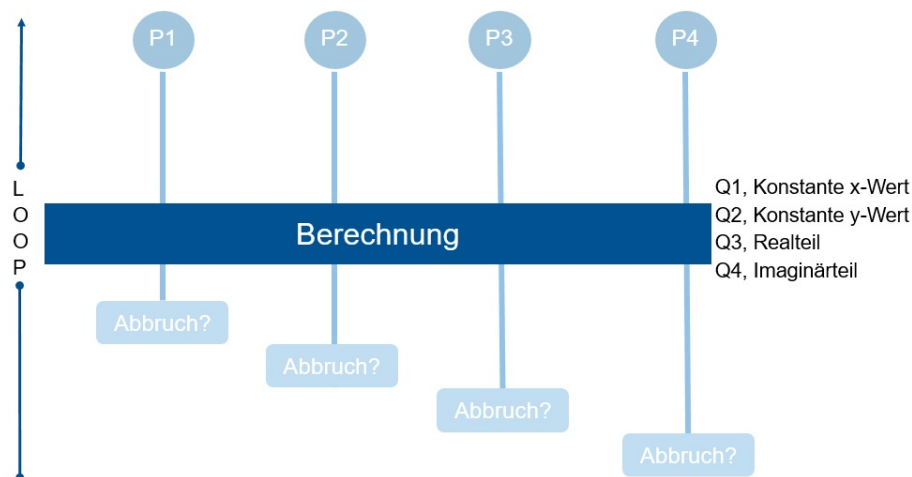 P1
P2
P3
P4
LOOP
Berechnung
Q1, Konstante x-Wert
Q2, Konstante y-Wert
Q3, Realteil
Q4, Imaginärteil
Abbruch?
Abbruch?
Abbruch?
Abbruch?